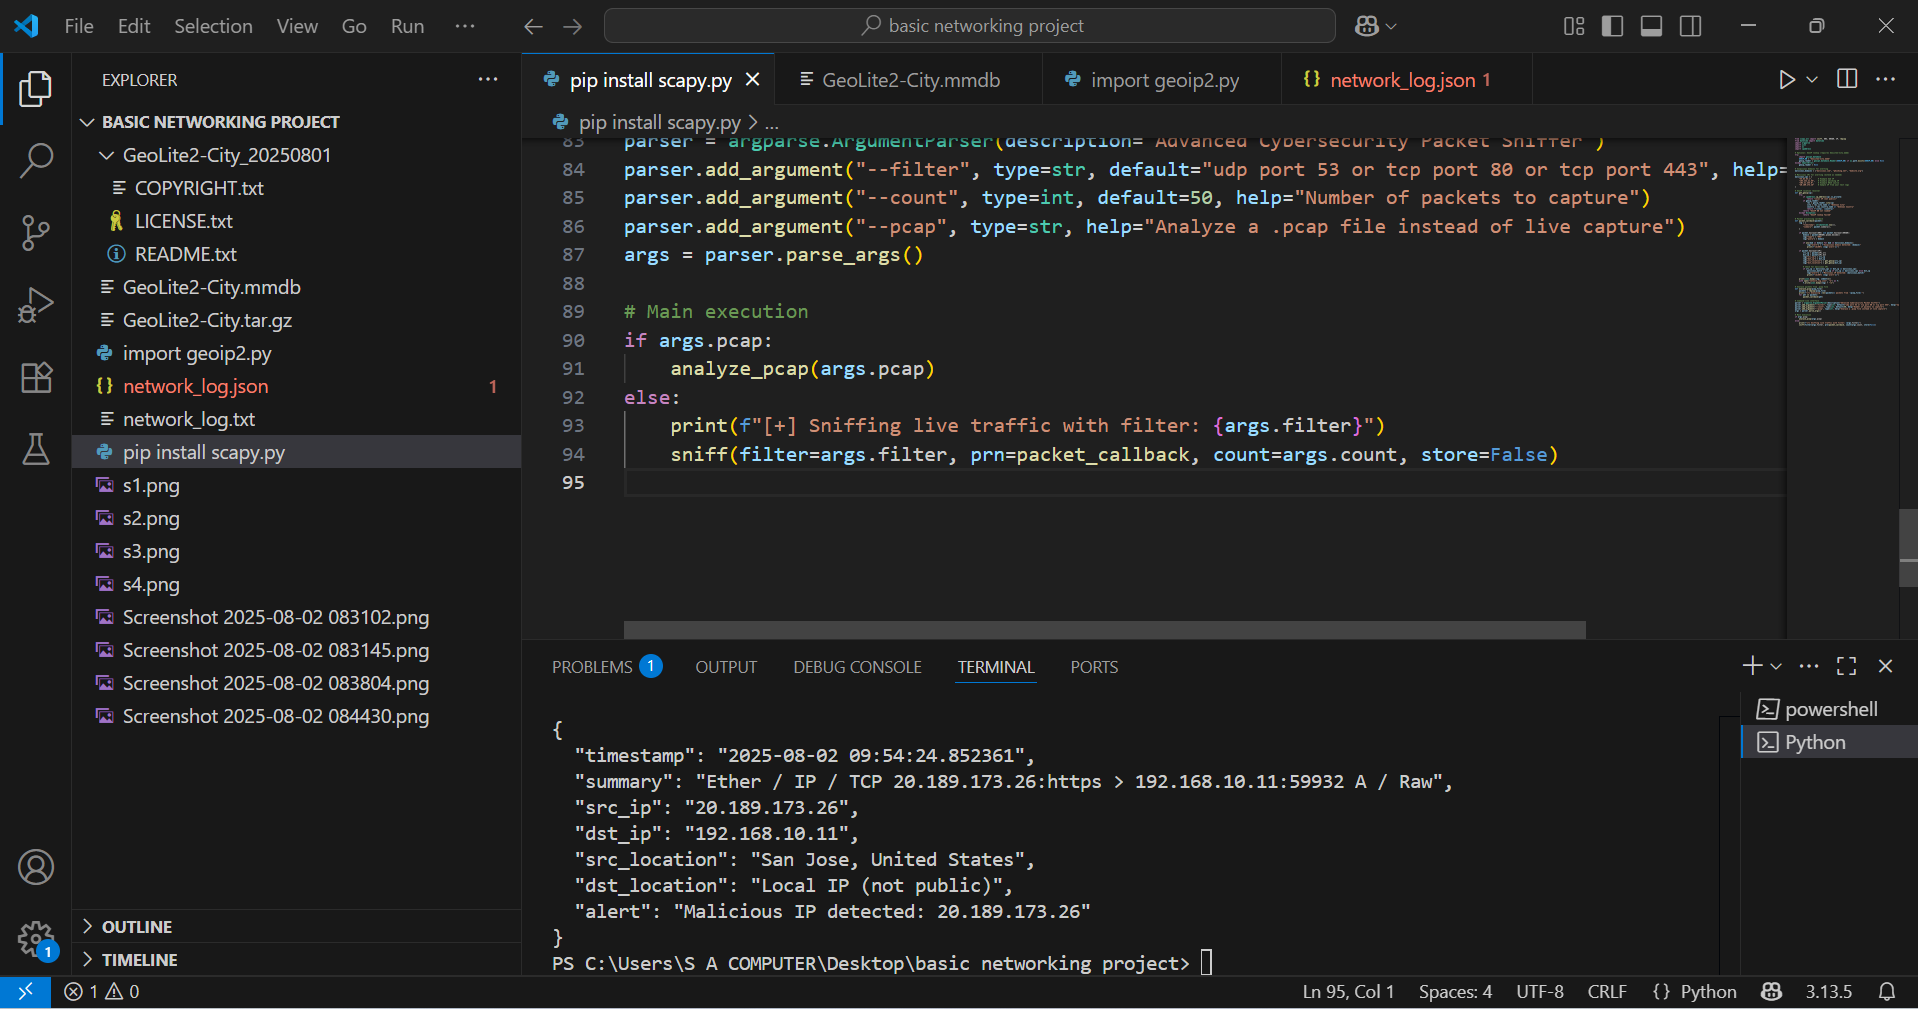 File Edit Selection View Go Run ···
basic networking project
EXPLORER ···
BASIC NETWORKING PROJECT
GeoLite2-City_20250801
COPYRIGHT.txt
LICENSE.txt
README.txt
GeoLite2-City.mmdb
GeoLite2-City.tar.gz
import geoip2.py
network_log.json 1
network_log.txt
pip install scapy.py
s1.png
s2.png
s3.png
s4.png
Screenshot 2025-08-02 083102.png
Screenshot 2025-08-02 083145.png
Screenshot 2025-08-02 083804.png
Screenshot 2025-08-02 084430.png
OUTLINE
TIMELINE
1
pip install scapy.py GeoLite2-City.mmdb import geoip2.py network_log.json 1
pip install scapy.py > ...
83 parser = argparse.ArgumentParser(description="Advanced Cybersecurity Packet Sniffer")
84 parser.add_argument("--filter", type=str, default="udp port 53 or tcp port 80 or tcp port 443", help=
85 parser.add_argument("--count", type=int, default=50, help="Number of packets to capture")
86 parser.add_argument("--pcap", type=str, help="Analyze a .pcap file instead of live capture")
87 args = parser.parse_args()
88
89 # Main execution
90 if args.pcap:
91     analyze_pcap(args.pcap)
92 else:
93     print(f"[+] Sniffing live traffic with filter: {args.filter}")
94     sniff(filter=args.filter, prn=packet_callback, count=args.count, store=False)
95
PROBLEMS 1 OUTPUT DEBUG CONSOLE TERMINAL PORTS
{
  "timestamp": "2025-08-02 09:54:24.852361",
  "summary": "Ether / IP / TCP 20.189.173.26:https > 192.168.10.11:59932 A / Raw",
  "src_ip": "20.189.173.26",
  "dst_ip": "192.168.10.11",
  "src_location": "San Jose, United States",
  "dst_location": "Local IP (not public)",
  "alert": "Malicious IP detected: 20.189.173.26"
}
PS C:\Users\S A COMPUTER\Desktop\basic networking project>
powershell
Python
1 0
Ln 95, Col 1 Spaces: 4 UTF-8 CRLF {} Python 3.13.5